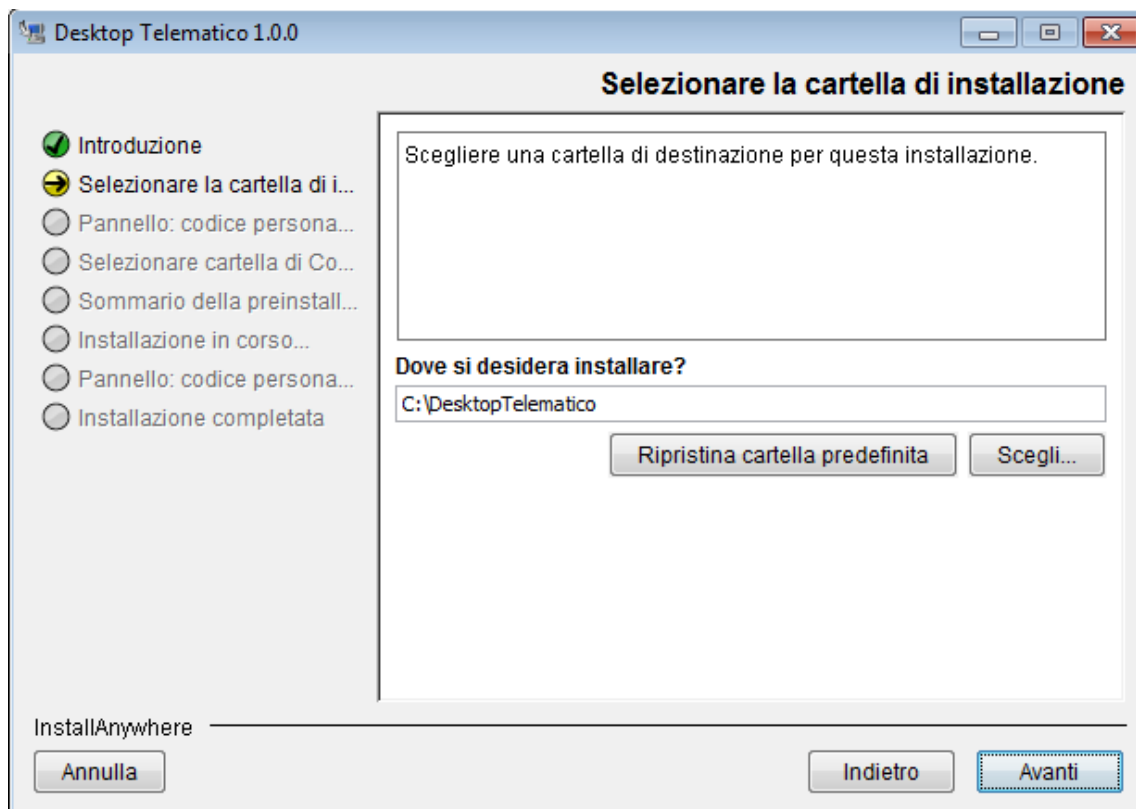 Desktop Telematico 1.0.0
Selezionare la cartella di installazione
Introduzione
Selezionare la cartella di i...
Pannello: codice persona...
Selezionare cartella di Co...
Sommario della preinstall...
Installazione in corso...
Pannello: codice persona...
Installazione completata
Scegliere una cartella di destinazione per questa installazione.
Dove si desidera installare?
C:\DesktopTelematico
Ripristina cartella predefinita
Scegli...
InstallAnywhere
Annulla
Indietro
Avanti